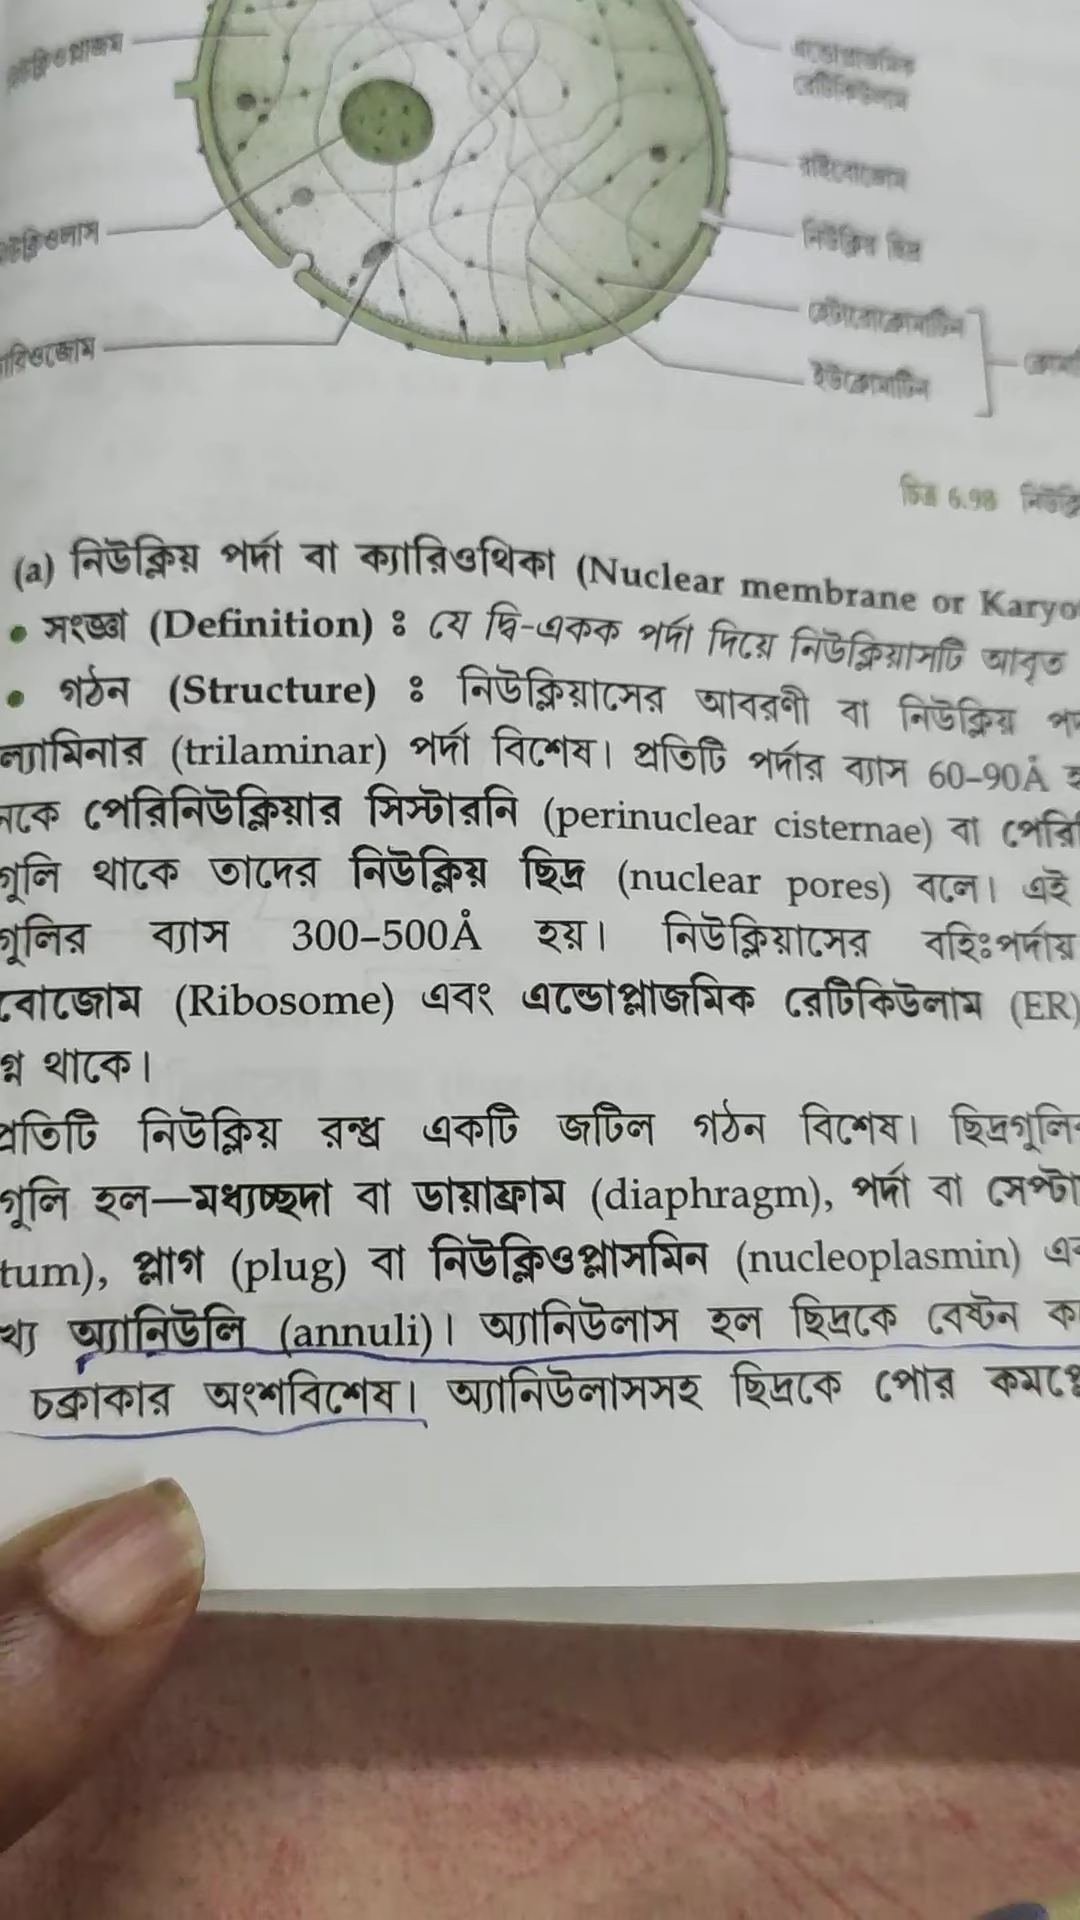 রাইবোজোম
নিউক্লিয় ছিদ্র
হেটারোক্রোমাটিন
ইউক্রোমাটিন
চিত্র 6.98
(a) নিউক্লিয় পর্দা বা ক্যারিওথিকা (Nuclear membrane or Karyo
• সংজ্ঞা (Definition) : যে দ্বি-একক পর্দা দিয়ে নিউক্লিয়াসটি আবৃত
• গঠন (Structure) : নিউক্লিয়াসের আবরণী বা নিউক্লিয় প
ল্যামিনার (trilaminar) পর্দা বিশেষ। প্রতিটি পর্দার ব্যাস 60–90Å
নকে পেরিনিউক্লিয়ার সিস্টারনি (perinuclear cisternae) বা পেরি
গুলি থাকে তাদের নিউক্লিয় ছিদ্র (nuclear pores) বলে। এই
গুলির ব্যাস 300–500Å হয়। নিউক্লিয়াসের বহিঃপর্দায়
বোজোম (Ribosome) এবং এন্ডোপ্লাজমিক রেটিকিউলাম (ER)
গ্ন থাকে।
প্রতিটি নিউক্লিয় রন্ধ্র একটি জটিল গঠন বিশেষ। ছিদ্রগুলি
গুলি হল—মধ্যচ্ছদা বা ডায়াফ্রাম (diaphragm), পর্দা বা সেপ্টা
tum), প্লাগ (plug) বা নিউক্লিওপ্লাসমিন (nucleoplasmin) এ
খ্য অ্যানিউলি (annuli)। অ্যানিউলাস হল ছিদ্রকে বেষ্টন ক
চক্রাকার অংশবিশেষ। অ্যানিউলাসসহ ছিদ্রকে পোর কমপ্লে